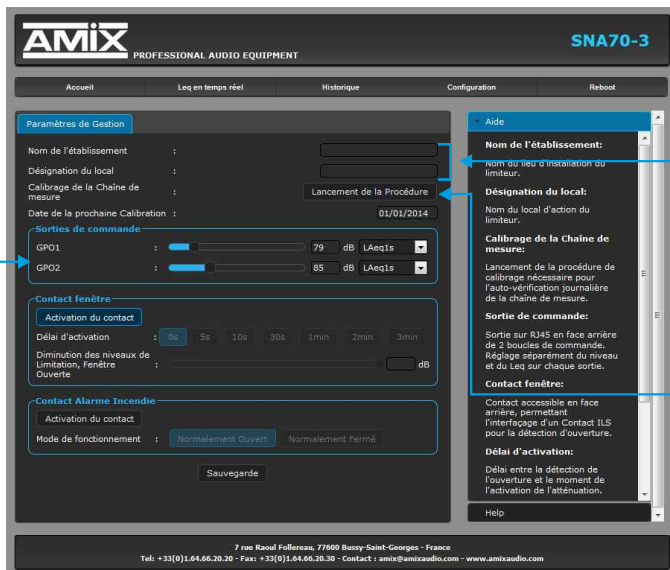 AMIX
PROFESSIONAL AUDIO EQUIPMENT
SNA70-3
Accueil
Leq en temps réel
Historique
Configuration
Reboot
Paramètres de Gestion
Nom de l'établissement :
Désignation du local :
Calibrage de la Chaîne de
mesure : Lancement de la Procédure
Date de la prochaine Calibration : 01/01/2014
Sorties de commande
GPO1 : 79 dB LAeq1s
GPO2 : 85 dB LAeq1s
Contact fenêtre
Activation du contact
Délai d'activation : 0s 5s 10s 30s 1min 2min 3min
Diminution des niveaux de
Limitation, Fenêtre : dB
Ouverte
Contact Alarme Incendie
Activation du contact
Mode de fonctionnement : Normalement Ouvert Normalement Fermé
Sauvegarde
Aide
Nom de l'établissement:
Nom du lieu d'installation du
limiteur.
Désignation du local:
Nom du local d'action du
limiteur.
Calibrage de la Chaîne de
mesure:
Lancement de la procédure de
calibrage nécessaire pour
l'auto-vérification journalière
de la chaîne de mesure.
Sortie de commande:
Sortie sur RJ45 en face arrière
de 2 boucles de commande.
Réglage séparément du niveau
et du Leq sur chaque sortie.
Contact fenêtre:
Contact accessible en face
arrière, permettant
l'interfaçage d'un Contact ILS
pour la détection d'ouverture.
Délai d'activation:
Délai entre la détection de
l'ouverture et le moment de
l'activation de l'atténuation.
Help
7 rue Raoul Follereau, 77600 Bussy-Saint-Georges - France
Tel: +33(0)1.64.66.20.20 - Fax: +33(0)1.64.66.20.30 - Contact : amix@amixaudio.com - www.amixaudio.com